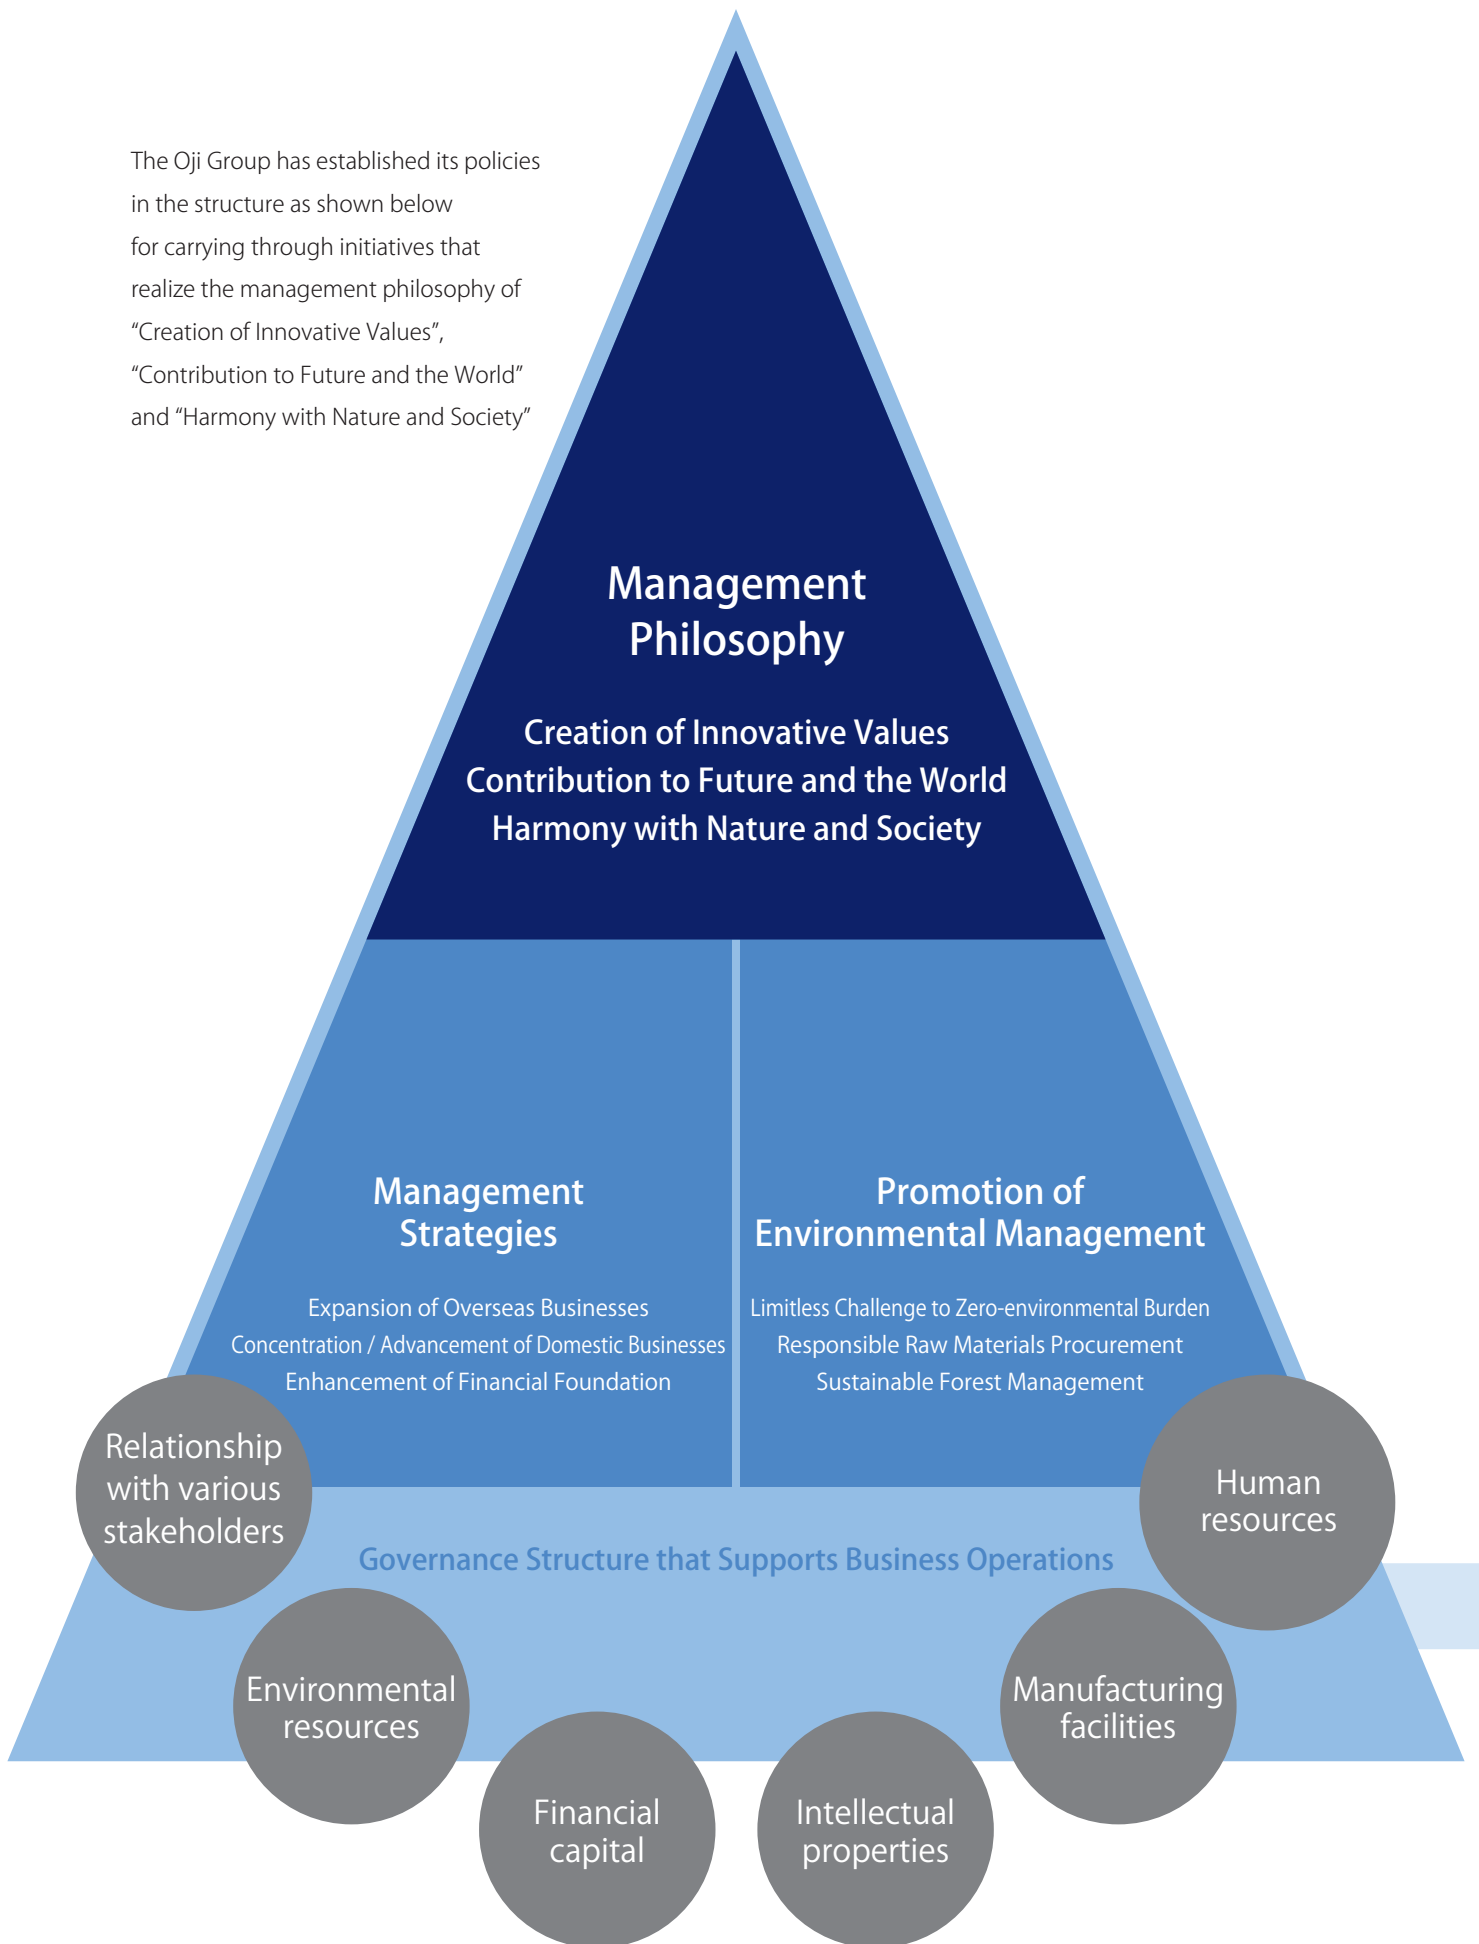 The Oji Group has established its policies
in the structure as shown below
for carrying through initiatives that
realize the management philosophy of
“Creation of Innovative Values”,
“Contribution to Future and the World”
and “Harmony with Nature and Society”
Management
Philosophy
Creation of Innovative Values
Contribution to Future and the World
Harmony with Nature and Society
Management
Strategies
Expansion of Overseas Businesses
Concentration / Advancement of Domestic Businesses
Enhancement of Financial Foundation
Promotion of
Environmental Management
Limitless Challenge to Zero-environmental Burden
Responsible Raw Materials Procurement
Sustainable Forest Management
Relationship
with various
stakeholders
Human
resources
Governance Structure that Supports Business Operations
Environmental
resources
Manufacturing
facilities
Financial
capital
Intellectual
properties